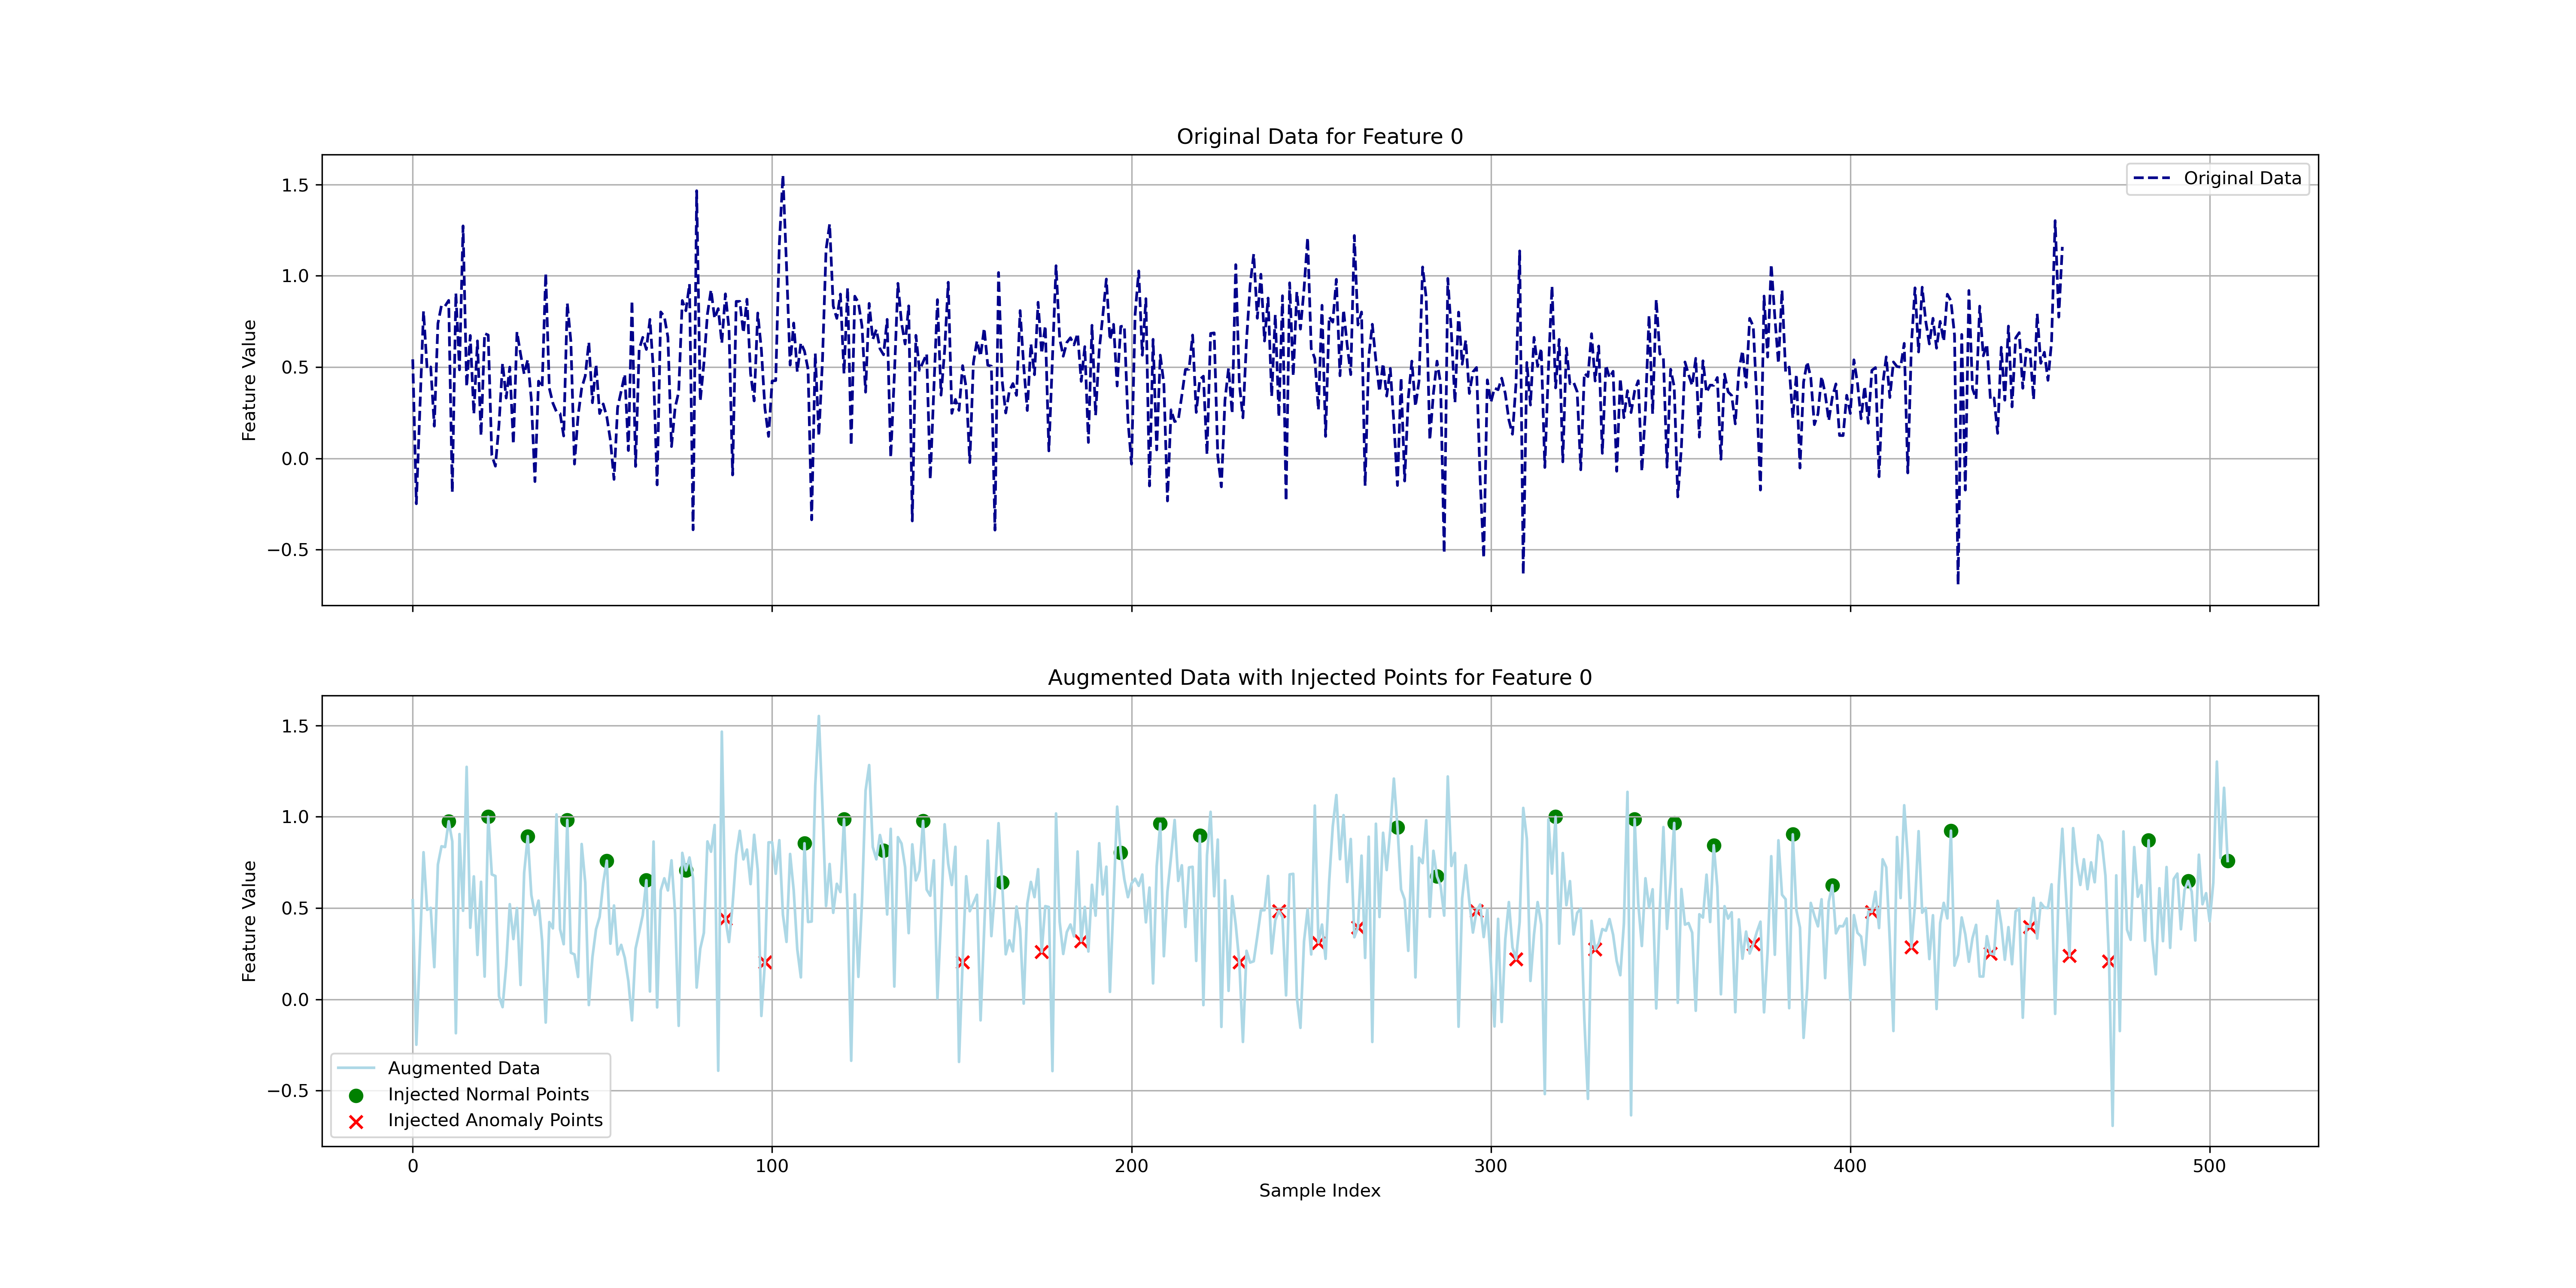 Original Data for Feature 0
1.5
1.0
0.5
0.0
−0.5
Feature Value
Original Data
Augmented Data with Injected Points for Feature 0
1.5
1.0
0.5
0.0
−0.5
Feature Value
Augmented Data
Injected Normal Points
Injected Anomaly Points
0 100 200 300 400 500
Sample Index